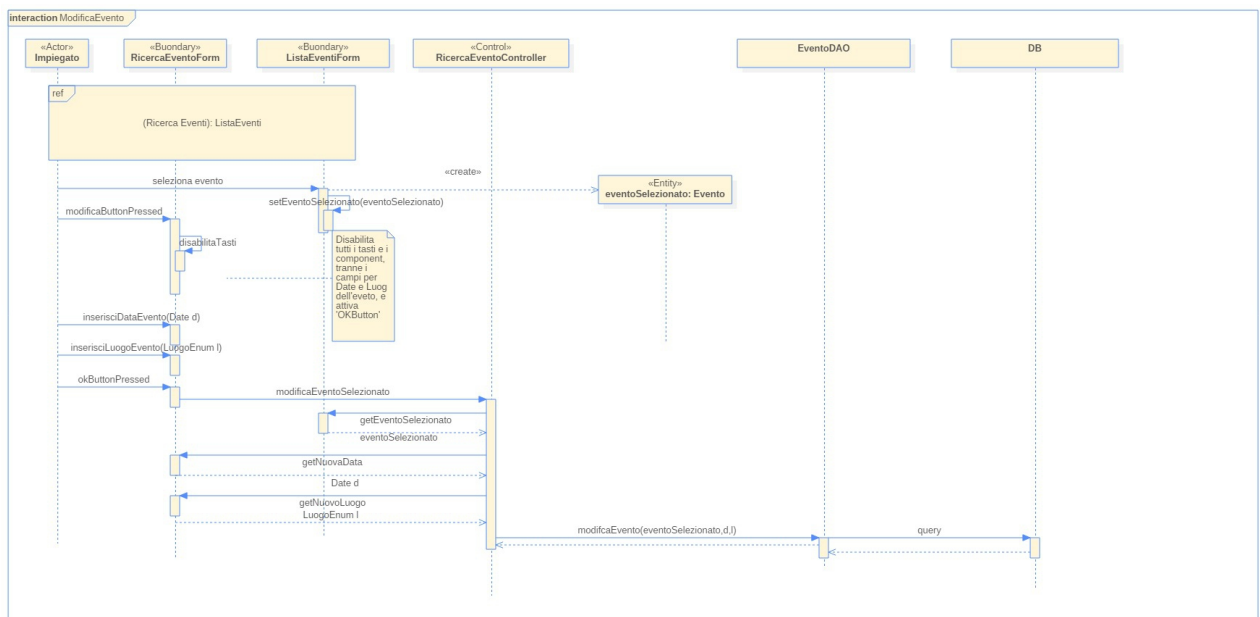 interaction ModificaEvento
«Actor»
Impiegato
«Buondary»
RicercaEventoForm
«Buondary»
ListaEventiForm
«Control»
RicercaEventoController
EventoDAO
DB
ref
(Ricerca Eventi): ListaEventi
seleziona evento
«create»
«Entity»
eventoSelezionato: Evento
setEventoSelezionato(eventoSelezionato)
modificaButtonPressed
disabilitaTasti
Disabilita
tutti i tasti e i
component,
tranne i
campi per
Date e Luog
dell'eveto, e
attiva
'OKButton'
inserisciDataEvento(Date d)
inserisciLuogoEvento(LuogoEnum l)
okButtonPressed
modificaEventoSelezionato
getEventoSelezionato
eventoSelezionato
getNuovaData
Date d
getNuovoLuogo
LuogoEnum l
modifcaEvento(eventoSelezionato,d,l)
query